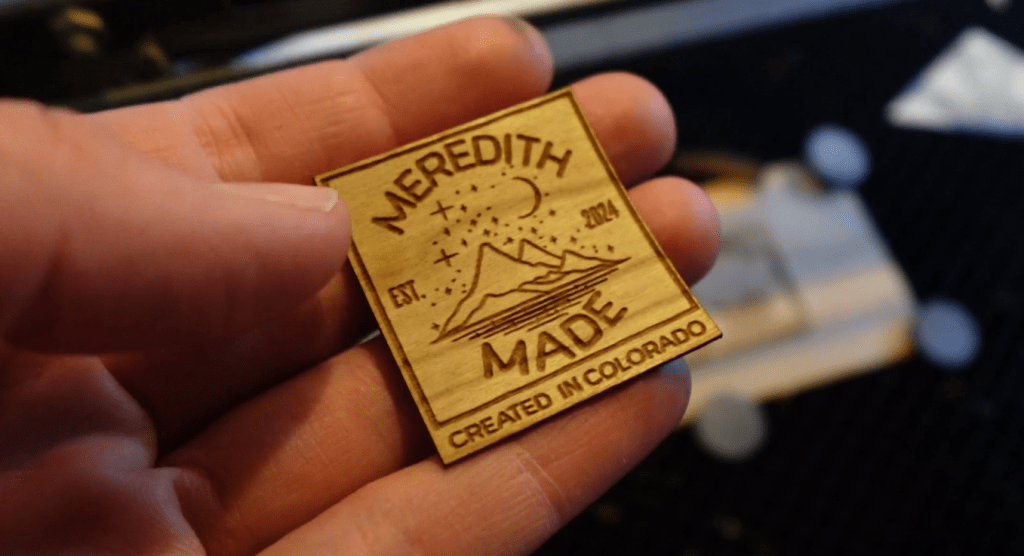 MEREDITH
EST. 2024
MADE
CREATED IN COLORADO